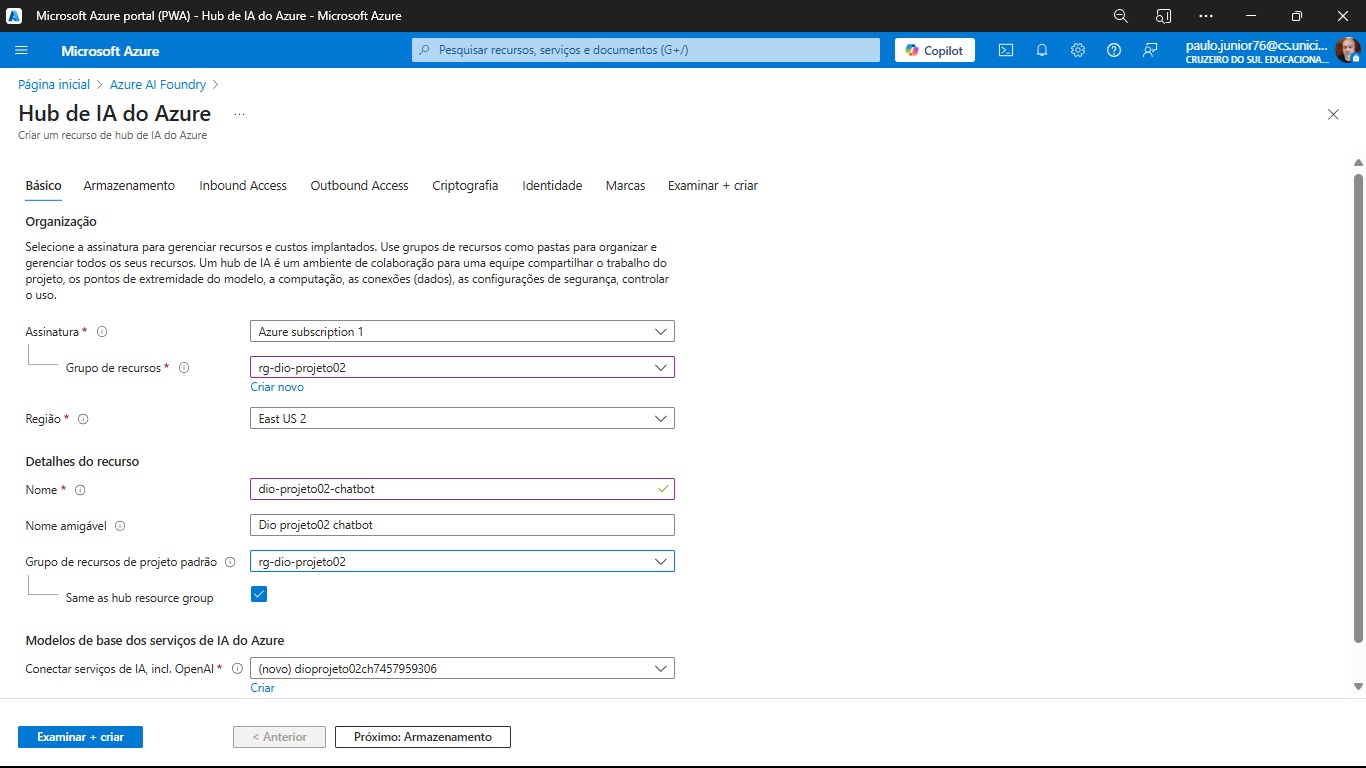 Microsoft Azure portal (PWA) - Hub de IA do Azure - Microsoft Azure
Microsoft Azure
Pesquisar recursos, serviços e documentos (G+/)
Copilot
paulo.junior76@cs.unici...
CRUZEIRO DO SUL EDUCACIONA...
Página inicial > Azure AI Foundry >
Hub de IA do Azure ...
Criar um recurso de hub de IA do Azure
Básico Armazenamento Inbound Access Outbound Access Criptografia Identidade Marcas Examinar + criar
Organização
Selecione a assinatura para gerenciar recursos e custos implantados. Use grupos de recursos como pastas para organizar e
gerenciar todos os seus recursos. Um hub de IA é um ambiente de colaboração para uma equipe compartilhar o trabalho do
projeto, os pontos de extremidade do modelo, a computação, as conexões (dados), as configurações de segurança, controlar
o uso.
Assinatura * Azure subscription 1
Grupo de recursos * rg-dio-projeto02
Criar novo
Região * East US 2
Detalhes do recurso
Nome * dio-projeto02-chatbot
Nome amigável Dio projeto02 chatbot
Grupo de recursos de projeto padrão rg-dio-projeto02
Same as hub resource group
Modelos de base dos serviços de IA do Azure
Conectar serviços de IA, incl. OpenAI * (novo) dioprojeto02ch7457959306
Criar
Examinar + criar < Anterior Próximo: Armazenamento